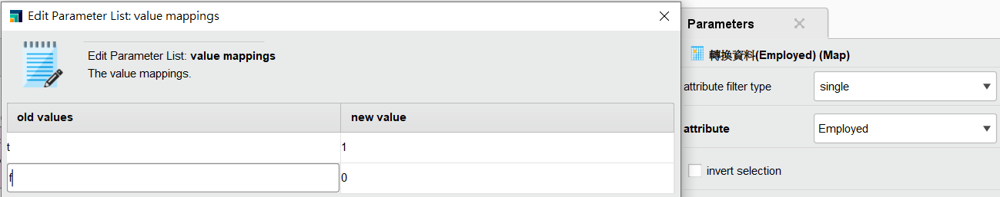 Edit Parameter List: value mappings
Edit Parameter List: value mappings
The value mappings.
old values new value
t 1
f 0
Parameters
轉換資料(Employed) (Map)
attribute filter type single
attribute Employed
invert selection